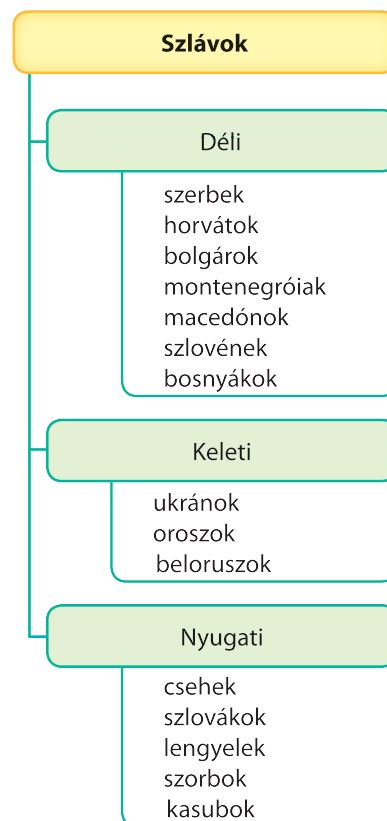 Szlávok
Déli
szerbek
horvátok
bolgárok
montenegróiak
macedónok
szlovének
bosnyákok
Keleti
ukránok
oroszok
beloruszok
Nyugati
csehek
szlovákok
lengyelek
szorbok
kasubok